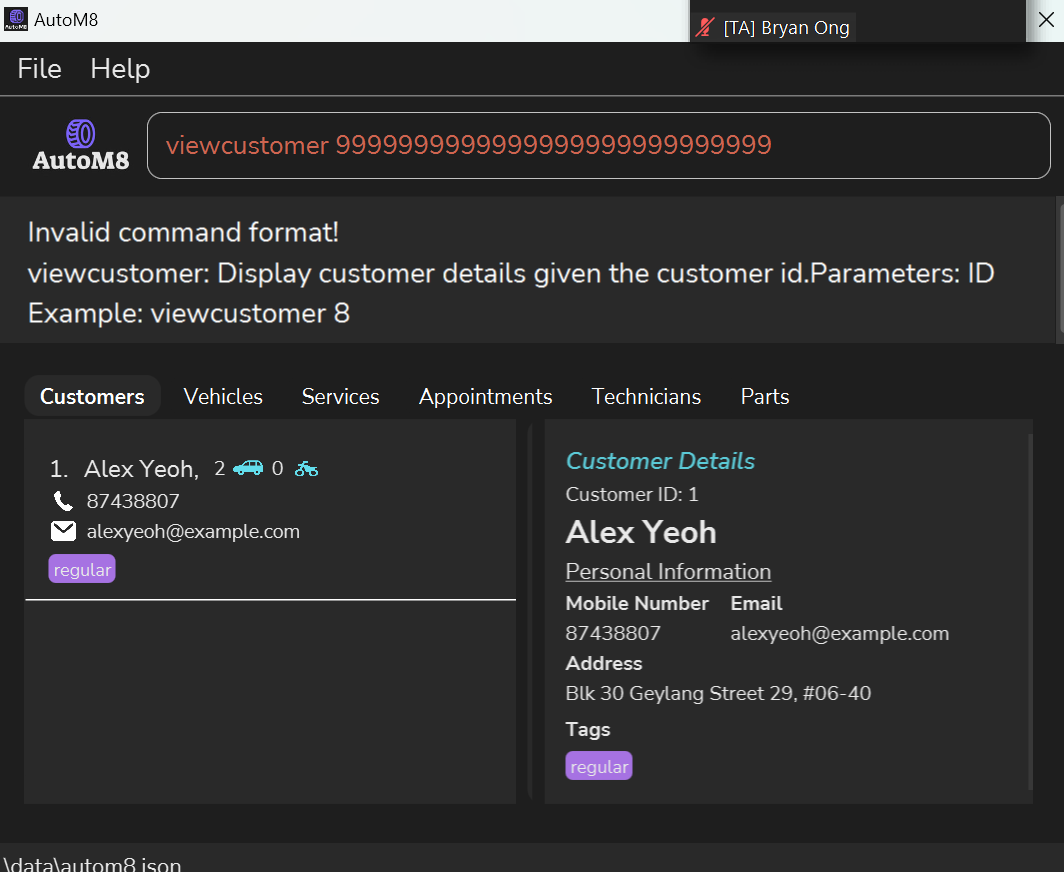 AutoM8
[TA] Bryan Ong
File Help
AutoM8
viewcustomer 9999999999999999999999999999
Invalid command format!
viewcustomer: Display customer details given the customer id.Parameters: ID
Example: viewcustomer 8
Customers Vehicles Services Appointments Technicians Parts
1. Alex Yeoh, 2 0
87438807
alexyeoh@example.com
regular
Customer Details
Customer ID: 1
Alex Yeoh
Personal Information
Mobile Number Email
87438807 alexyeoh@example.com
Address
Blk 30 Geylang Street 29, #06-40
Tags
regular
\data\autom8.json